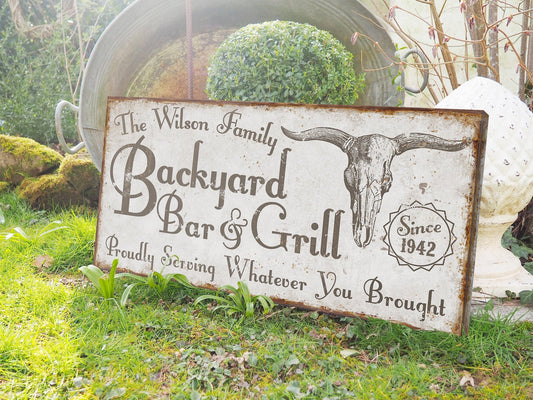 The Wilson Family
Backyard
Bar & Grill
Since
1942
Proudly Serving Whatever You Brought